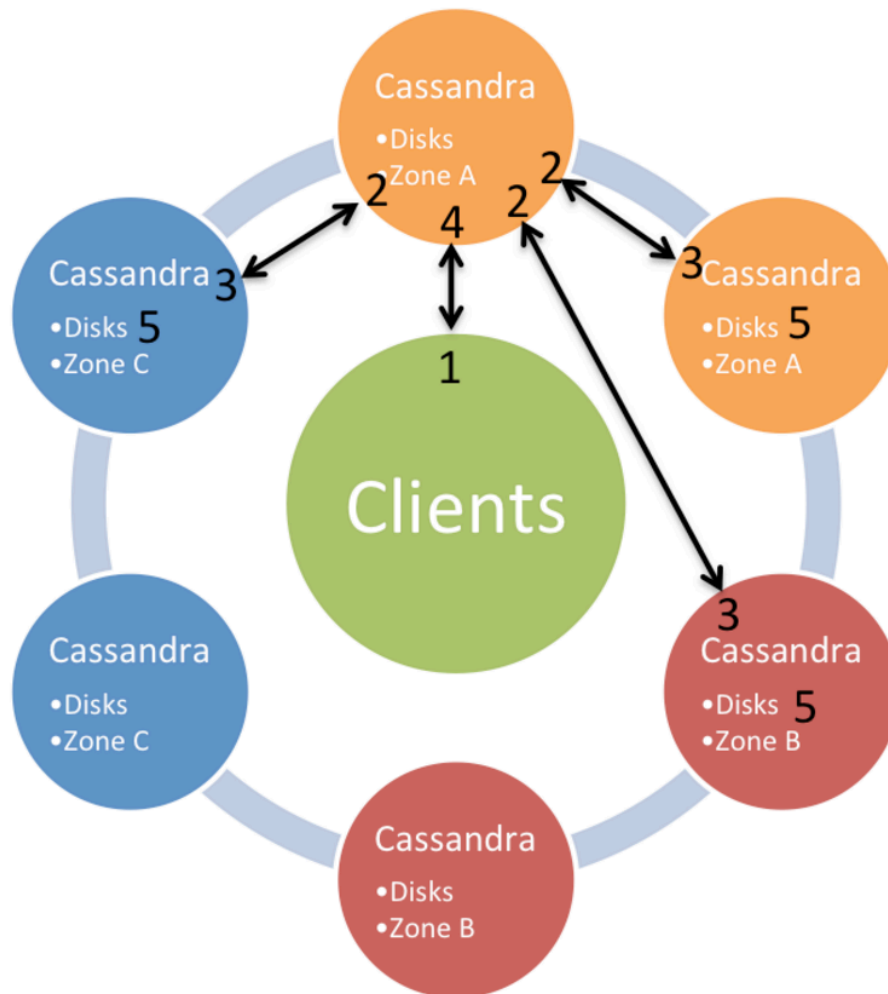 Cassandra
•Disks
•Zone A
2
2
2
4
Cassandra
3
•Disks 5
•Zone C
3
Cassandra
•Disks 5
•Zone A
1
Clients
Cassandra
•Disks
•Zone C
3
Cassandra
•Disks 5
•Zone B
Cassandra
•Disks
•Zone B